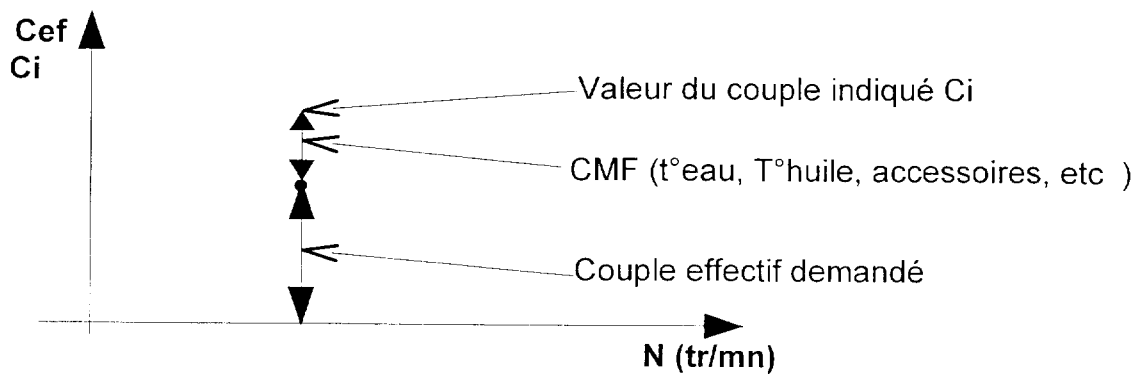 Cef
Ci
Valeur du couple indiqué Ci
CMF (t°eau, T°huile, accessoires, etc )
Couple effectif demandé
N (tr/mn)